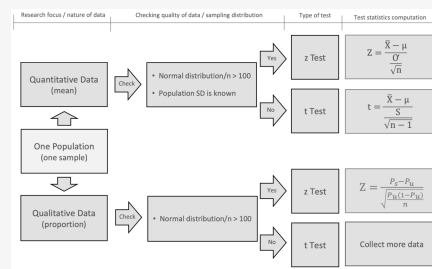 Research focus / nature of data
Checking quality of data / sampling distribution
Type of test
Test statistics computation
Quantitative Data
(mean)
Check
• Normal distribution/n > 100
• Population SD is known
Yes
z Test
Z = X̅ − μ / σ / √n
No
t Test
t = X̅ − μ / S / √n − 1
One Population
(one sample)
Qualitative Data
(proportion)
Check
• Normal distribution/n > 100
Yes
z Test
Z = Pₛ − Pᵤ / √Pᵤ(1−Pᵤ) / n
No
t Test
Collect more data